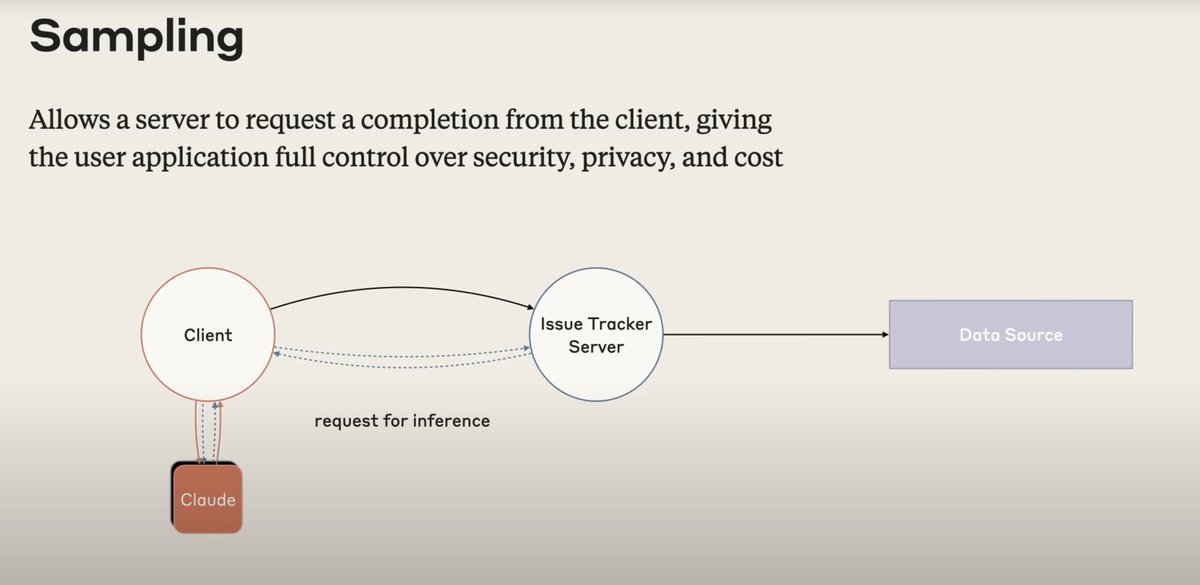 Sampling
Allows a server to request a completion from the client, giving
the user application full control over security, privacy, and cost
Client
Issue Tracker
Server
Data Source
request for inference
Claude